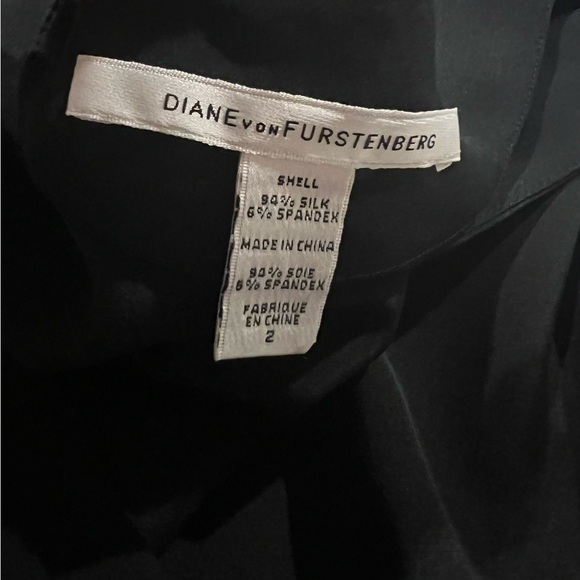 DIANE VON FURSTENBERG
SHELL
94% SILK
6% SPANDEX
MADE IN CHINA
94% SOIE
6% SPANDEX
FABRIQUE
EN CHINE
2